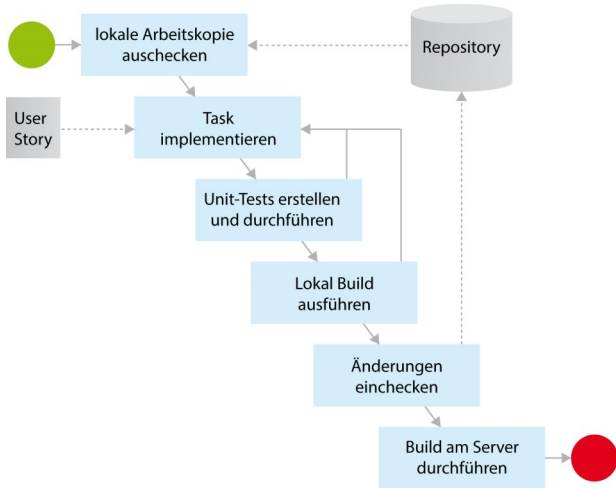 lokale Arbeitskopie
auschecken
Repository
User
Story
Task
implementieren
Unit-Tests erstellen
und durchführen
Lokal Build
ausführen
Änderungen
einchecken
Build am Server
durchführen